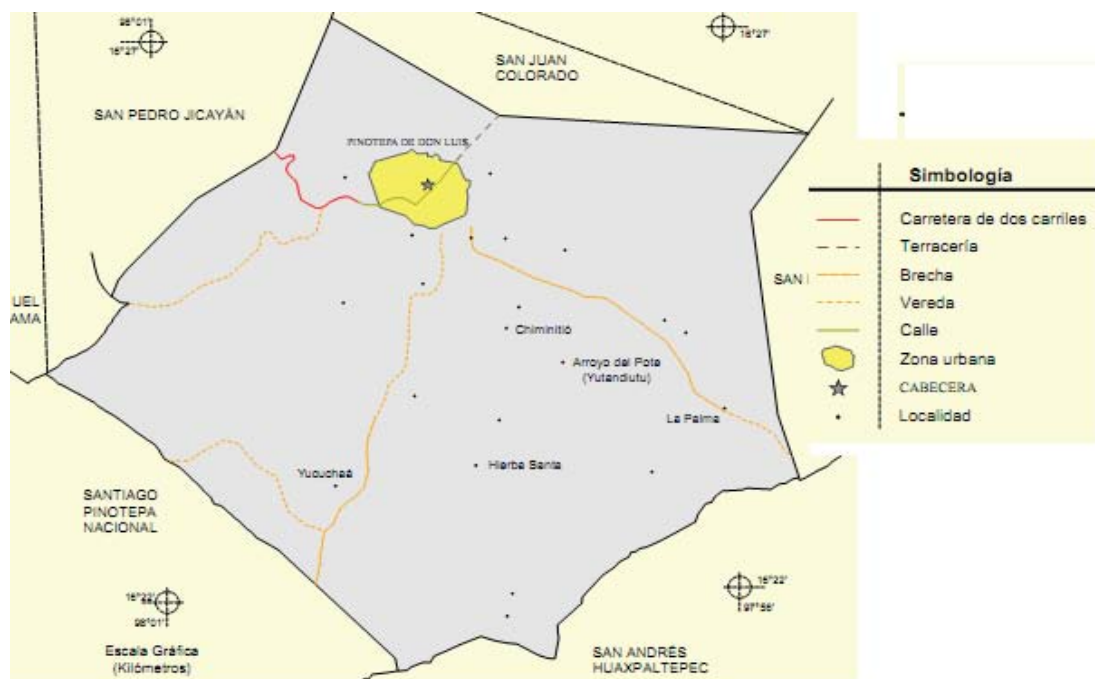 98°01'
16°27'
16°27'
SAN JUAN
COLORADO
SAN PEDRO JICAYÁN
PINOTEPA DE DON LUIS
Simbología
Carretera de dos carriles
Terracería
Brecha
Vereda
Calle
Zona urbana
CABECERA
Localidad
SAN
UEL
AMA
Chiminitió
Arroyo del Pote
(Yutandiutu)
La Palma
Yucuchaá
Hierba Santa
SANTIAGO
PINOTEPA
NACIONAL
16°22'
98°01'
16°22'
97°56'
Escala Gráfica
(Kilómetros)
SAN ANDRÉS
HUAXPALTEPEC